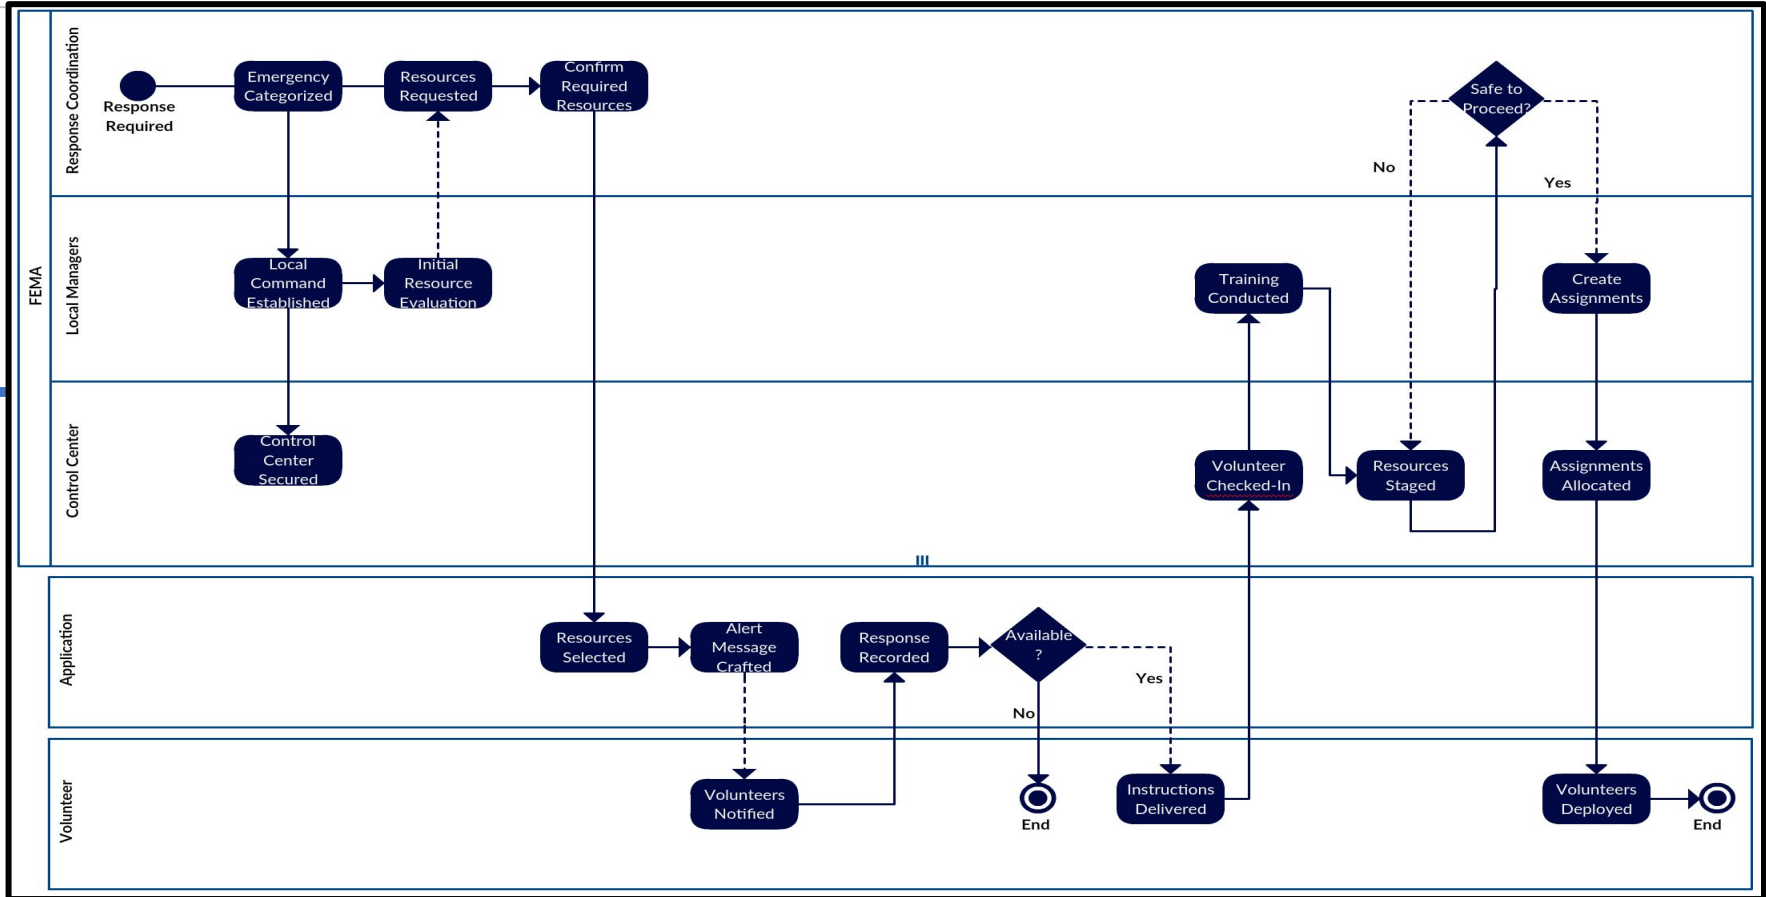 FEMA
Response Coordination
Response
Required
Emergency
Categorized
Resources
Requested
Confirm
Required
Resources
Safe to
Proceed?
No
Yes
Local Managers
Local
Command
Established
Initial
Resource
Evaluation
Training
Conducted
Create
Assignments
Control Center
Control
Center
Secured
Volunteer
Checked-In
Resources
Staged
Assignments
Allocated
Application
Resources
Selected
Alert
Message
Crafted
Response
Recorded
Available
?
Yes
No
Volunteer
Volunteers
Notified
End
Instructions
Delivered
Volunteers
Deployed
End